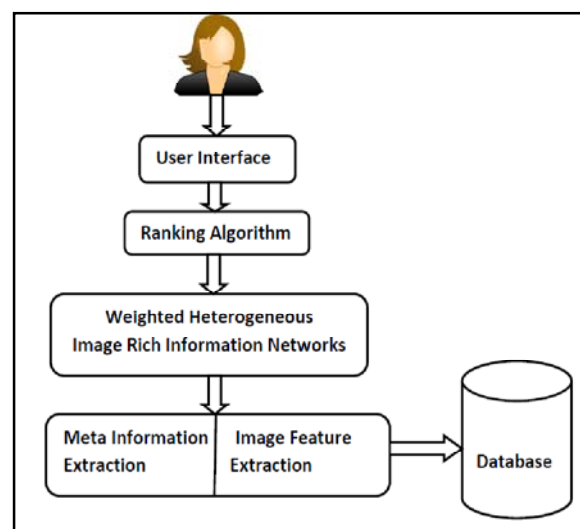 User Interface
Ranking Algorithm
Weighted Heterogeneous
Image Rich Information Networks
Meta Information
Extraction
Image Feature
Extraction
Database